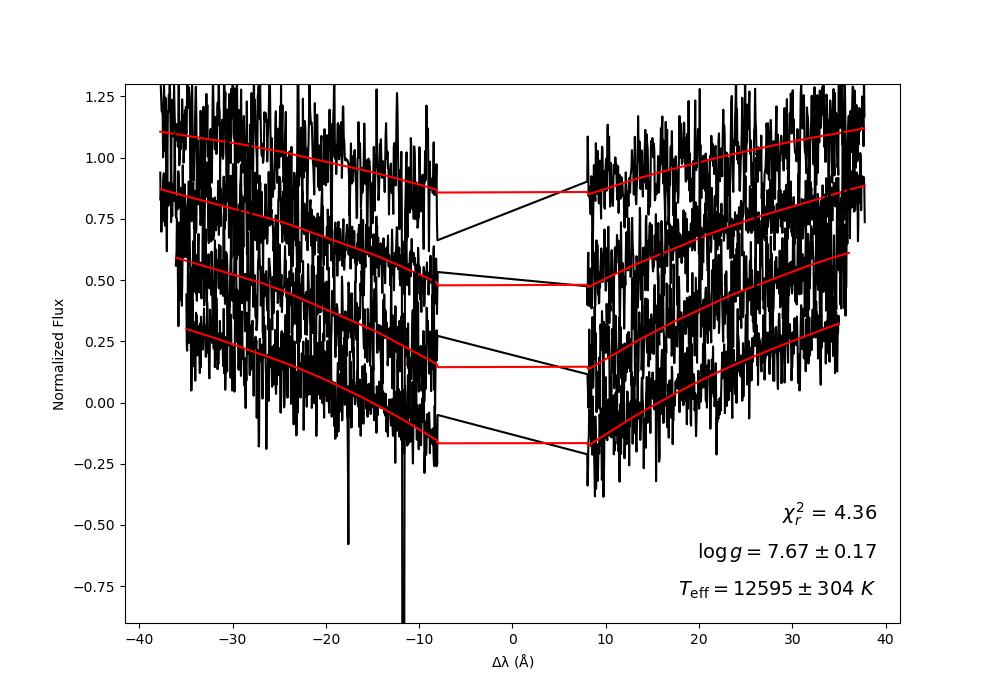 1.25
1.00
0.75
0.50
0.25
0.00
−0.25
−0.50
−0.75
Normalized Flux
χ²ᵣ = 4.36
log g = 7.67 ± 0.17
T_eff = 12595 ± 304 K
−40 −30 −20 −10 0 10 20 30 40
Δλ (Å)